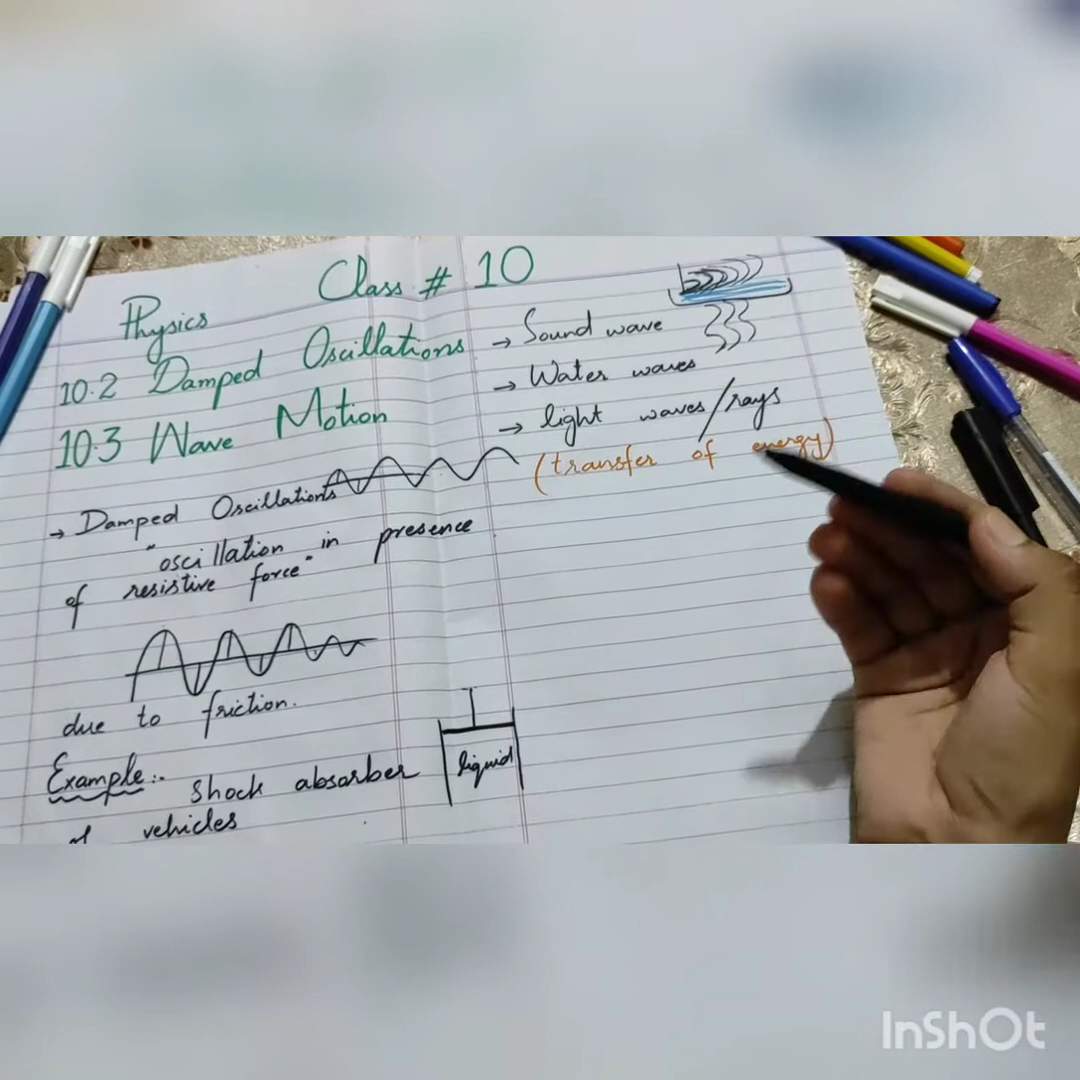 Class # 10
Physics
10.2 Damped Oscillations
10.3 Wave Motion
→ Damped Oscillations
"oscillation in presence
of resistive force"
due to friction.
Example:.
Shock absorber
of vehicles
liquid
→ Sound wave
→ Water waves
→ light waves/rays
(transfer of energy)
InShOt